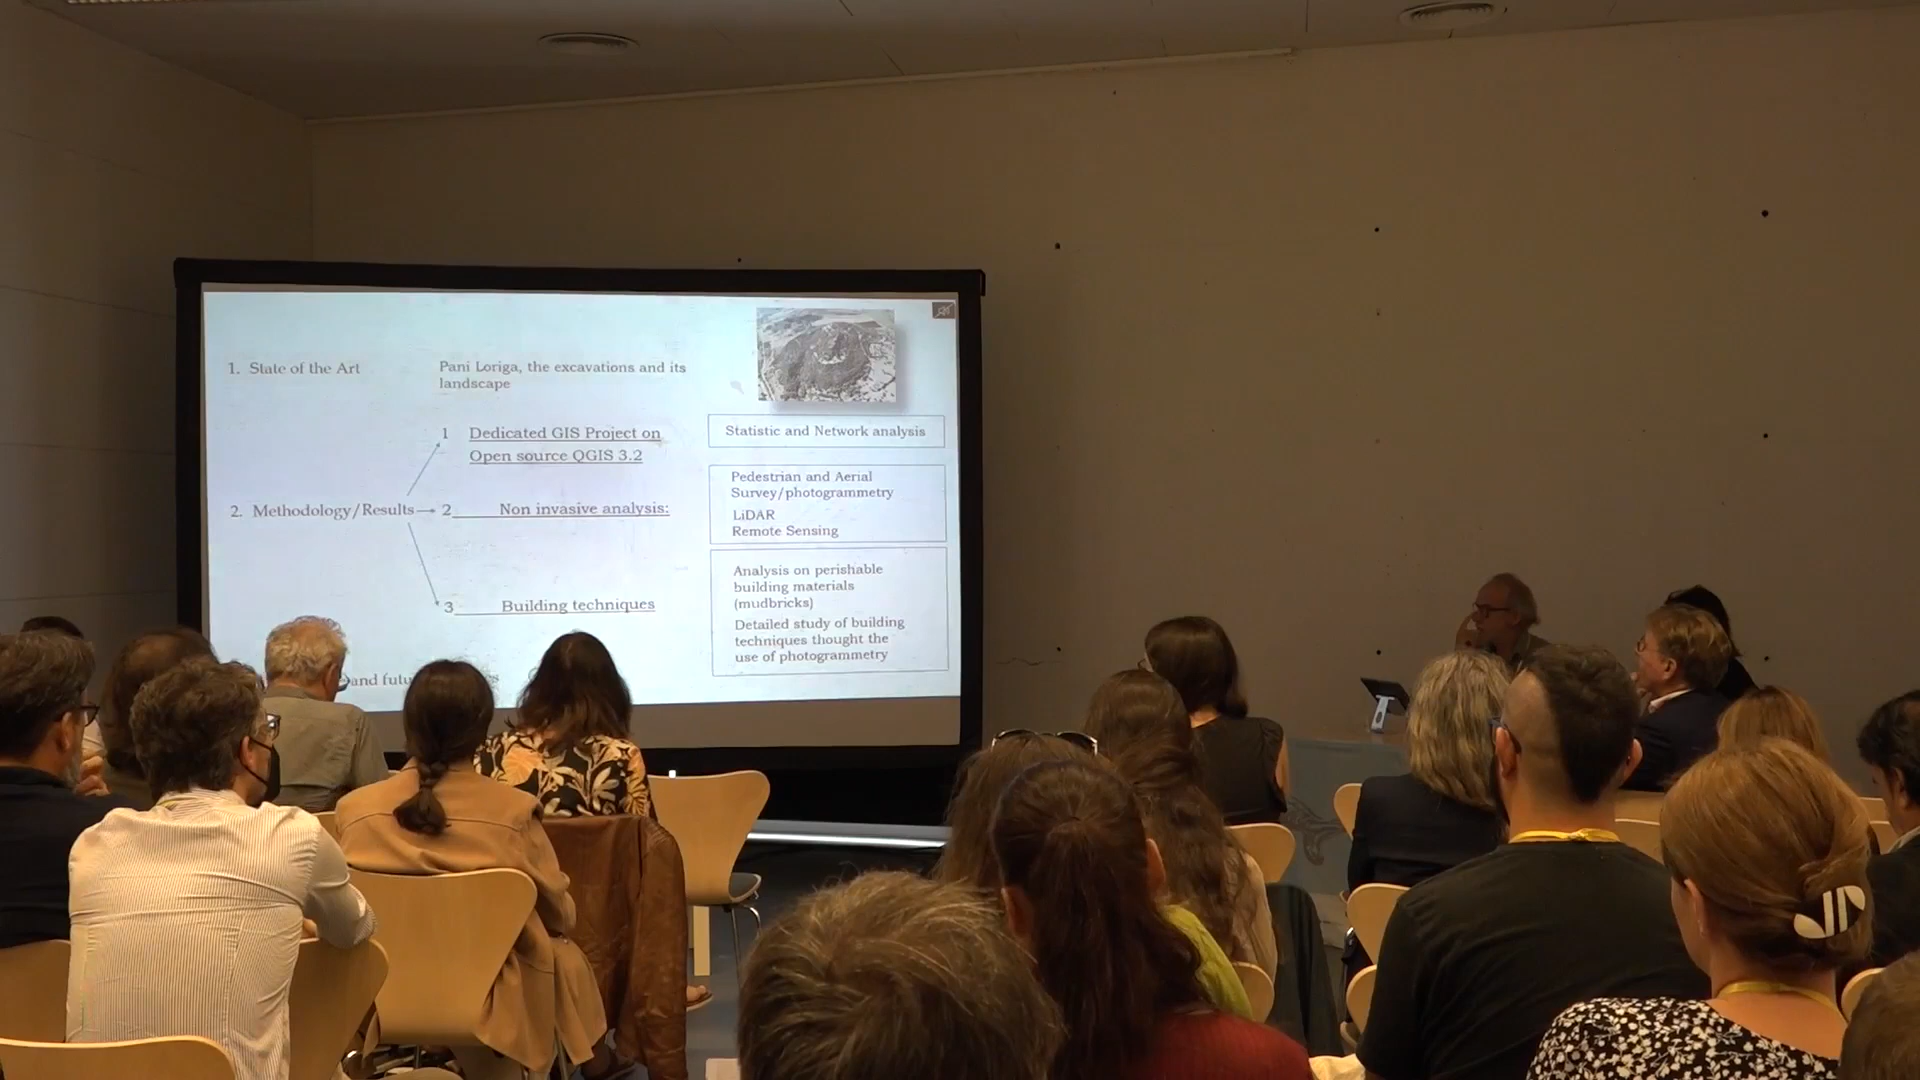 1. State of the Art
Pani Loriga, the excavations and its
landscape
1 Dedicated GIS Project on
Open source QGIS 3.2
Statistic and Network analysis
2. Methodology/Results
2 Non invasive analysis:
Pedestrian and Aerial
Survey/photogrammetry
LiDAR
Remote Sensing
3 Building techniques
Analysis on perishable
building materials
(mudbricks)
Detailed study of building
techniques thought the
use of photogrammetry
and